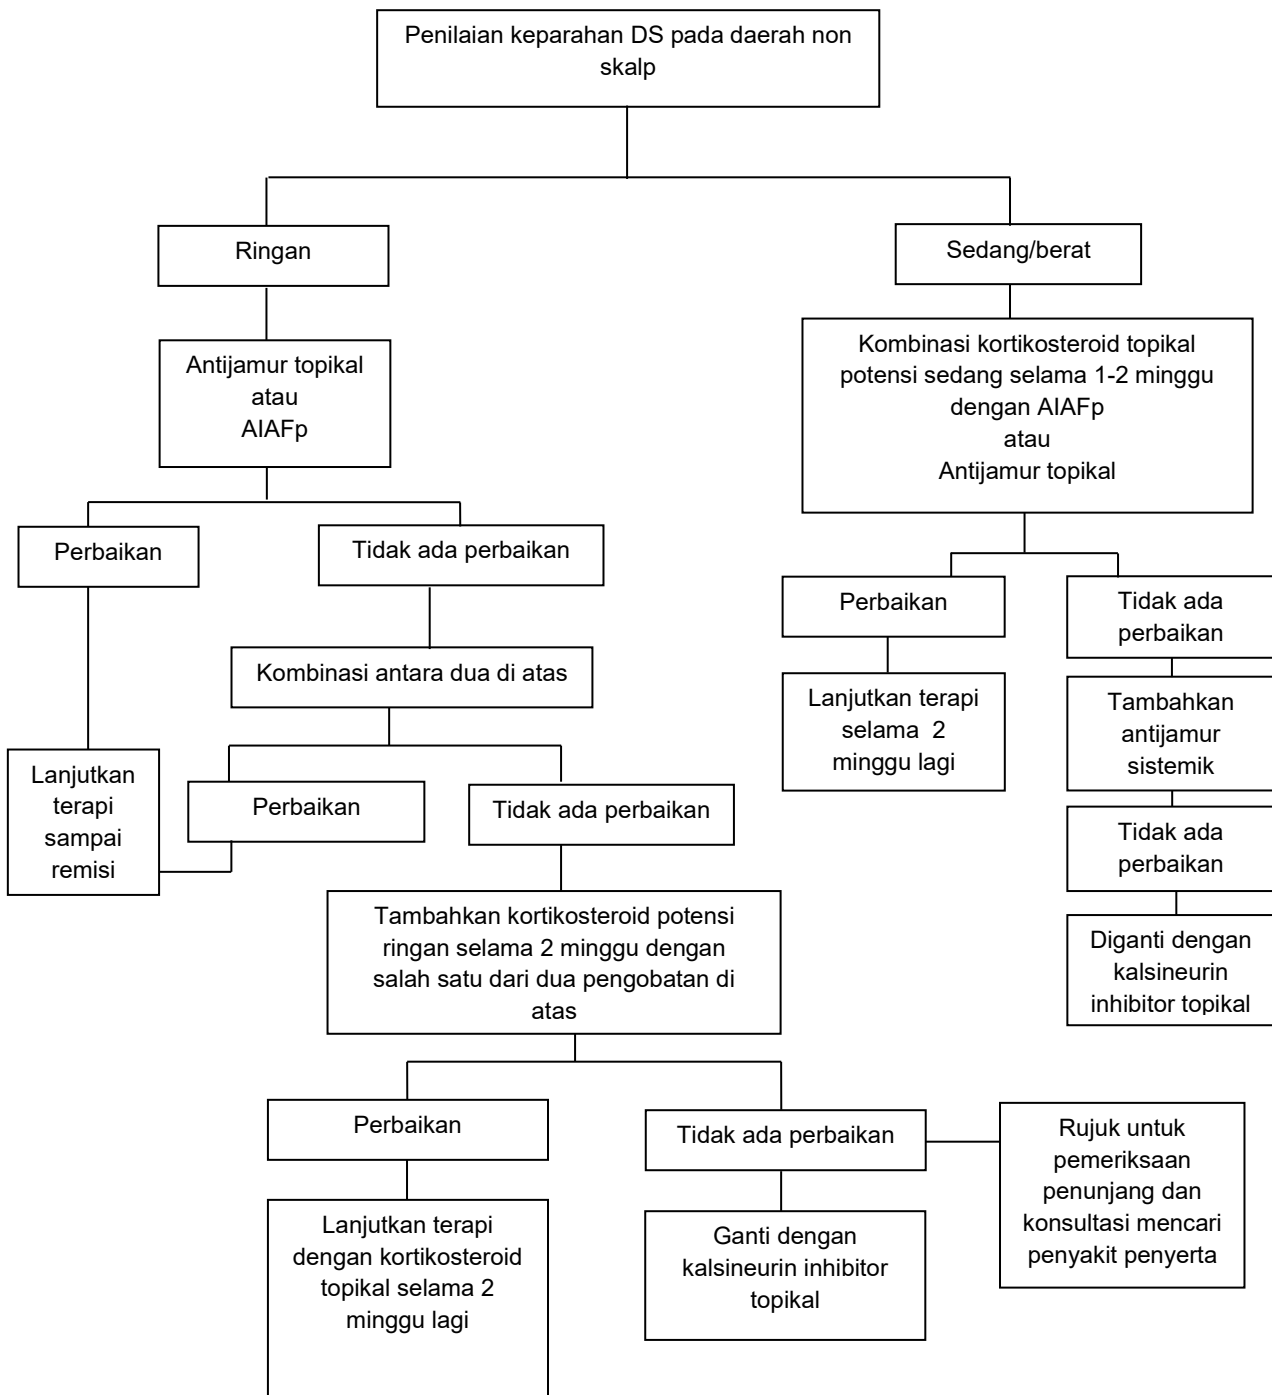 Penilaian keparahan DS pada daerah non
skalp
Ringan
Sedang/berat
Antijamur topikal
atau
AIAFp
Kombinasi kortikosteroid topikal
potensi sedang selama 1-2 minggu
dengan AIAFp
atau
Antijamur topikal
Perbaikan
Tidak ada perbaikan
Perbaikan
Tidak ada
perbaikan
Kombinasi antara dua di atas
Lanjutkan terapi
selama 2
minggu lagi
Tambahkan
antijamur
sistemik
Lanjutkan
terapi
sampai
remisi
Perbaikan
Tidak ada perbaikan
Tidak ada
perbaikan
Tambahkan kortikosteroid potensi
ringan selama 2 minggu dengan
salah satu dari dua pengobatan di
atas
Diganti dengan
kalsineurin
inhibitor topikal
Perbaikan
Tidak ada perbaikan
Rujuk untuk
pemeriksaan
penunjang dan
konsultasi mencari
penyakit penyerta
Lanjutkan terapi
dengan kortikosteroid
topikal selama 2
minggu lagi
Ganti dengan
kalsineurin inhibitor
topikal